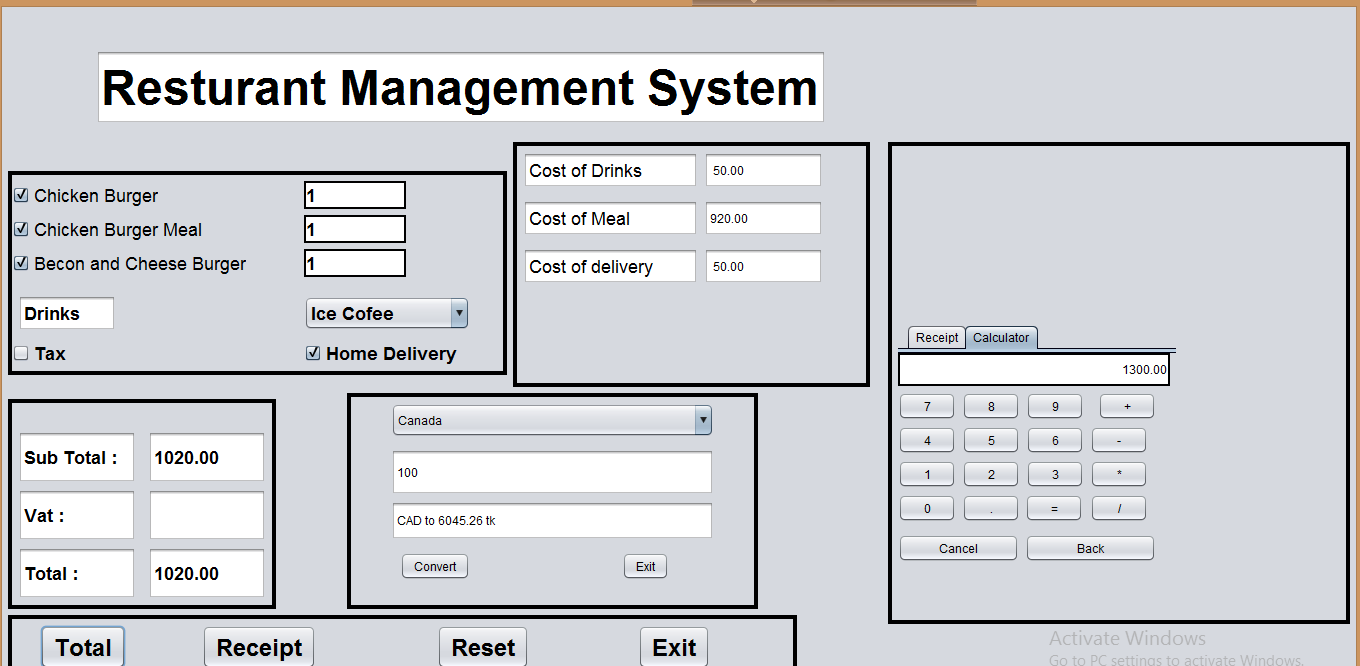 Resturant Management System
Chicken Burger 1
Chicken Burger Meal 1
Becon and Cheese Burger 1
Drinks Ice Cofee
Tax Home Delivery
Cost of Drinks 50.00
Cost of Meal 920.00
Cost of delivery 50.00
Receipt Calculator
1300.00
7 8 9 +
4 5 6 -
1 2 3 *
0 . = /
Cancel Back
Sub Total : 1020.00
Vat :
Total : 1020.00
Canada
100
CAD to 6045.26 tk
Convert Exit
Total Receipt Reset Exit
Activate Windows
Go to PC settings to activate Windows.